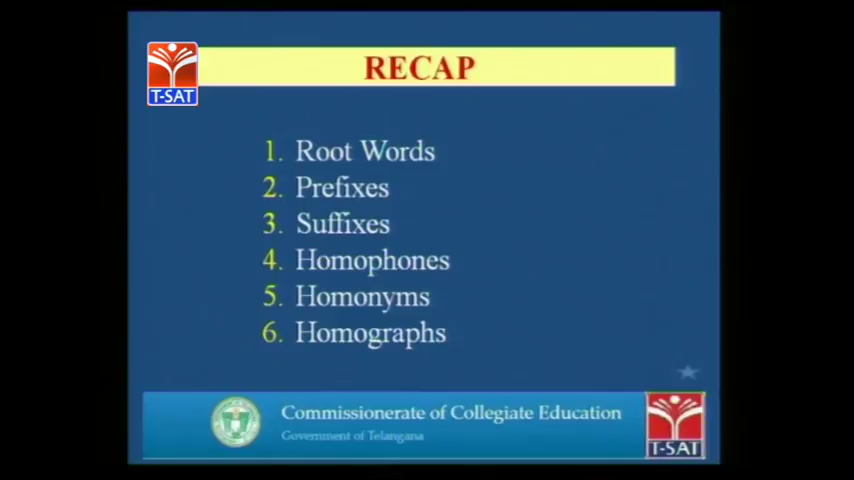 RECAP
T-SAT
1. Root Words
2. Prefixes
3. Suffixes
4. Homophones
5. Homonyms
6. Homographs
Commissionerate of Collegiate Education
Government of Telangana
T-SAT